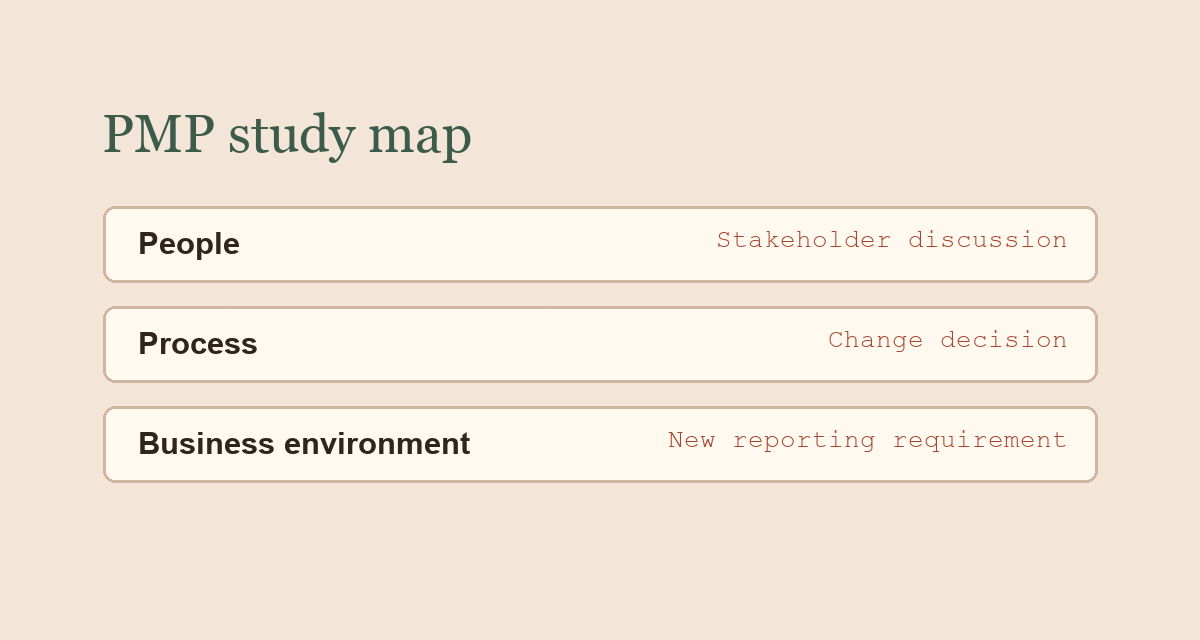 PMP study map
People Stakeholder discussion
Process Change decision
Business environment New reporting requirement